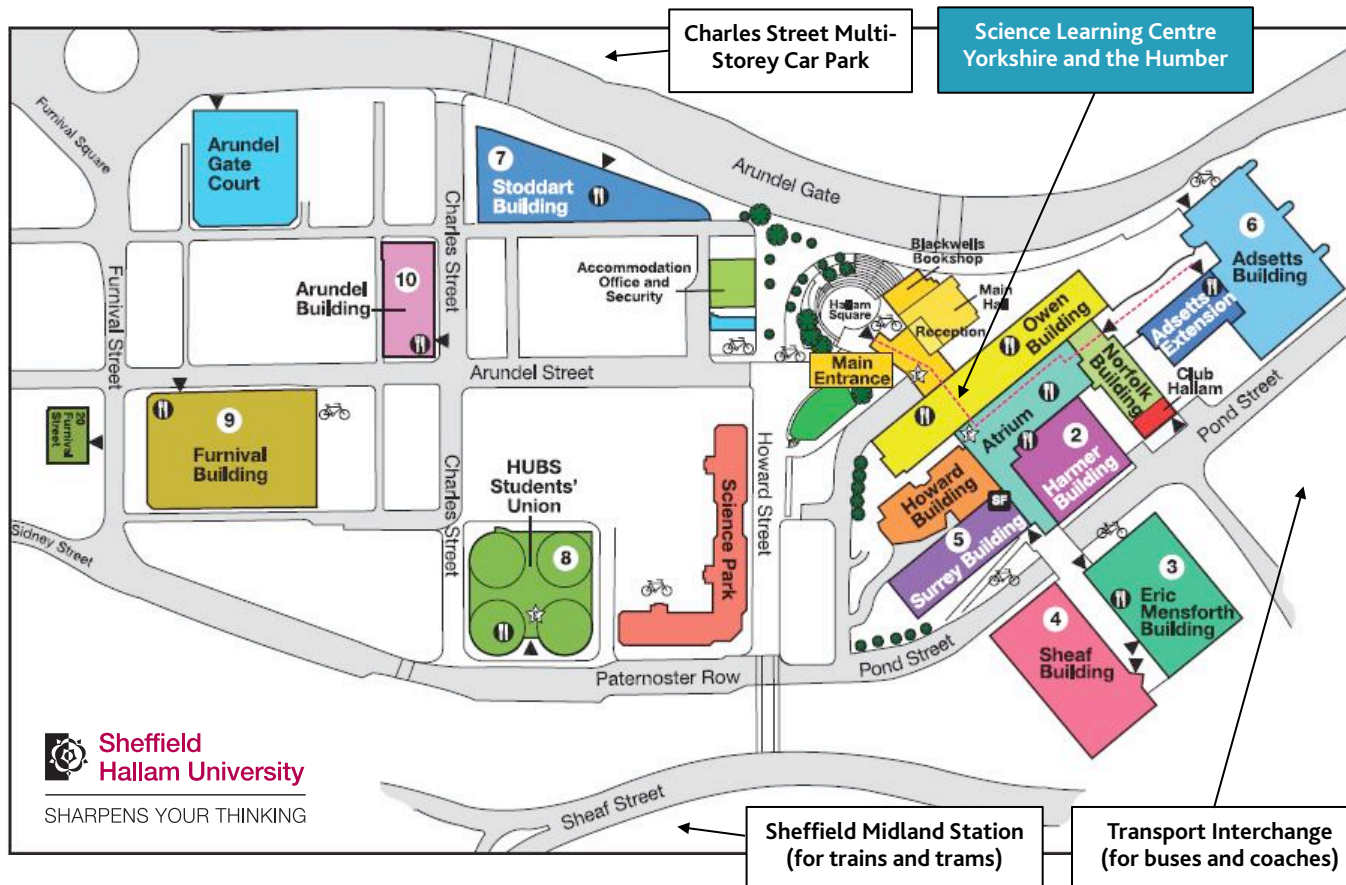 Charles Street Multi-
Storey Car Park
Science Learning Centre
Yorkshire and the Humber
Furnival Square
Arundel
Gate
Court
Charles Street
7
Stoddart
Building
Arundel Gate
6
Adsetts
Building
Blackwells
Bookshop
Main
Hall
Hallam
Square
Reception
Owen
Building
Adsetts
Extension
Accommodation
Office and
Security
10
Arundel
Building
Furnival Street
Arundel Street
Main
Entrance
Norfolk
Building
Club
Hallam
Pond Street
Atrium
2
Harmer
Building
20
Furnival
Street
9
Furnival
Building
Charles Street
HUBS
Students'
Union
8
Science Park
Howard Street
Howard
Building
SF
5
Surrey Building
3
Eric
Mensforth
Building
4
Sheaf
Building
Sidney Street
Paternoster Row
Pond Street
Sheffield
Hallam University
SHARPENS YOUR THINKING
Sheaf Street
Sheffield Midland Station
(for trains and trams)
Transport Interchange
(for buses and coaches)